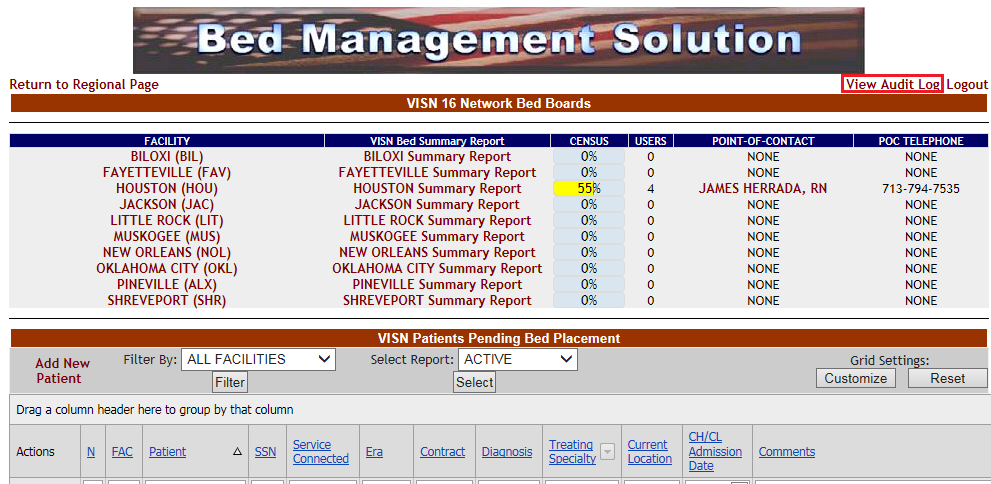 Bed Management Solution
Return to Regional Page View Audit Log Logout
VISN 16 Network Bed Boards
FACILITY VISN Bed Summary Report CENSUS USERS POINT-OF-CONTACT POC TELEPHONE
BILOXI (BIL) BILOXI Summary Report 0% 0 NONE NONE
FAYETTEVILLE (FAV) FAYETTEVILLE Summary Report 0% 0 NONE NONE
HOUSTON (HOU) HOUSTON Summary Report 55% 4 JAMES HERRADA, RN 713-794-7535
JACKSON (JAC) JACKSON Summary Report 0% 0 NONE NONE
LITTLE ROCK (LIT) LITTLE ROCK Summary Report 0% 0 NONE NONE
MUSKOGEE (MUS) MUSKOGEE Summary Report 0% 0 NONE NONE
NEW ORLEANS (NOL) NEW ORLEANS Summary Report 0% 0 NONE NONE
OKLAHOMA CITY (OKL) OKLAHOMA CITY Summary Report 0% 0 NONE NONE
PINEVILLE (ALX) PINEVILLE Summary Report 0% 0 NONE NONE
SHREVEPORT (SHR) SHREVEPORT Summary Report 0% 0 NONE NONE
VISN Patients Pending Bed Placement
Add New
Patient
Filter By: ALL FACILITIES
Filter
Select Report: ACTIVE
Select
Grid Settings:
Customize Reset
Drag a column header here to group by that column
Actions
N
FAC
Patient
SSN
Service
Connected
Era
Contract
Diagnosis
Treating
Specialty
Current
Location
CH/CL
Admission
Date
Comments